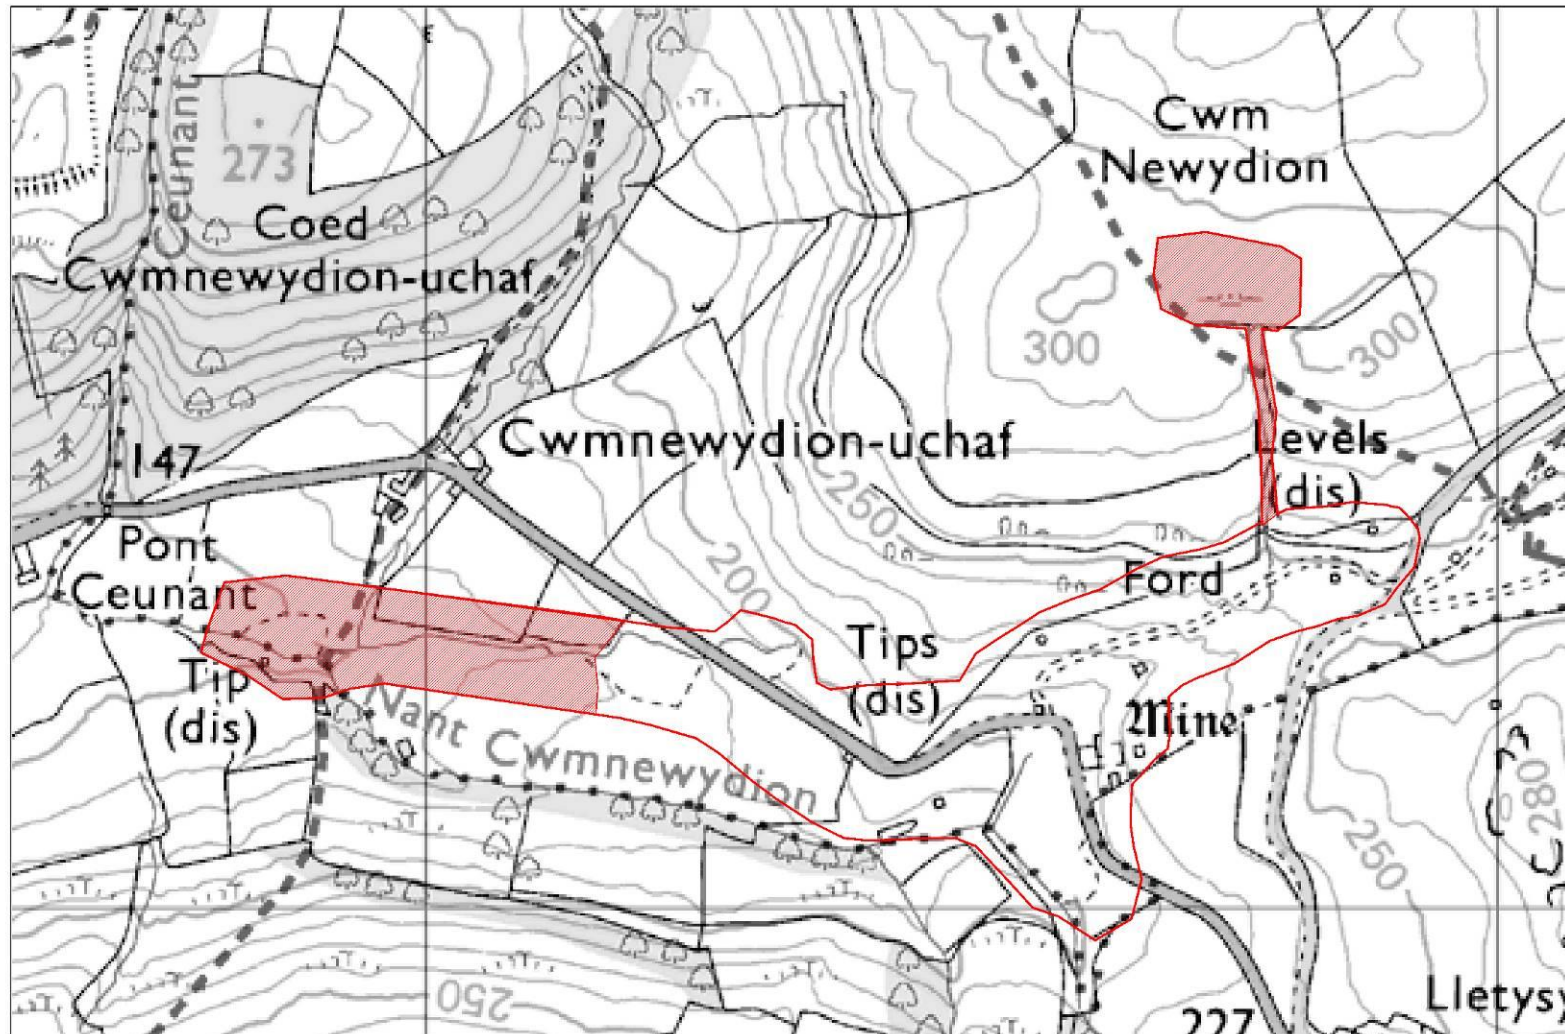 Cwm
Newydion
Ceunant
273
Coed
Cwmnewydion-uchaf
300
300
Cwmnewydion-uchaf
Levels
(dis)
147
250
Pont
Ceunant
200
Ford
Tips
(dis)
Tip
(dis)
Mine
Nant Cwmnewydion
280
250
250
Lletysy
227